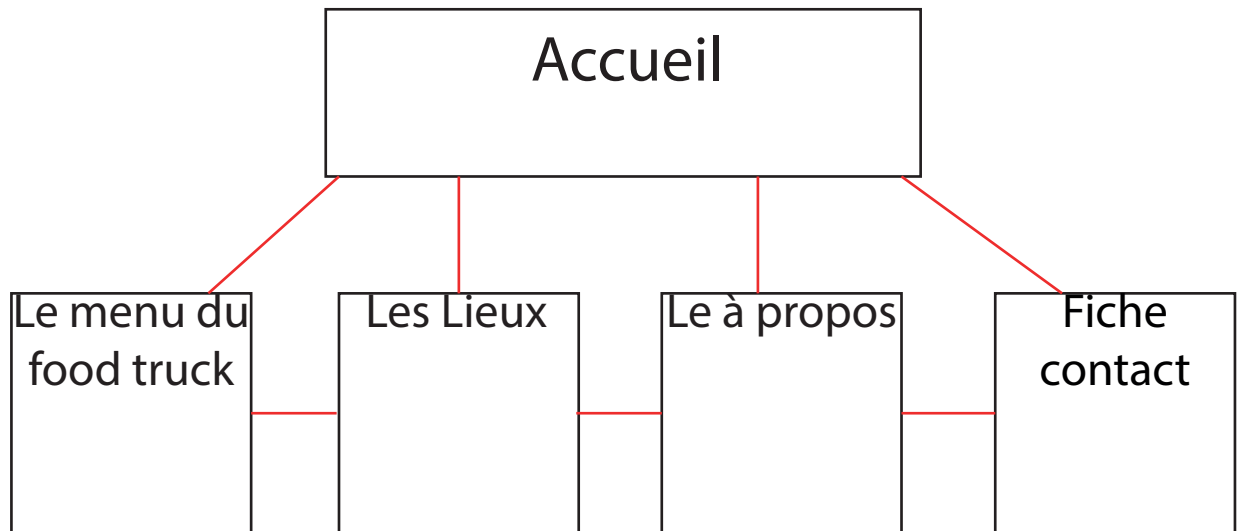 Accueil
Le menu du
food truck
Les Lieux
Le à propos
Fiche
contact